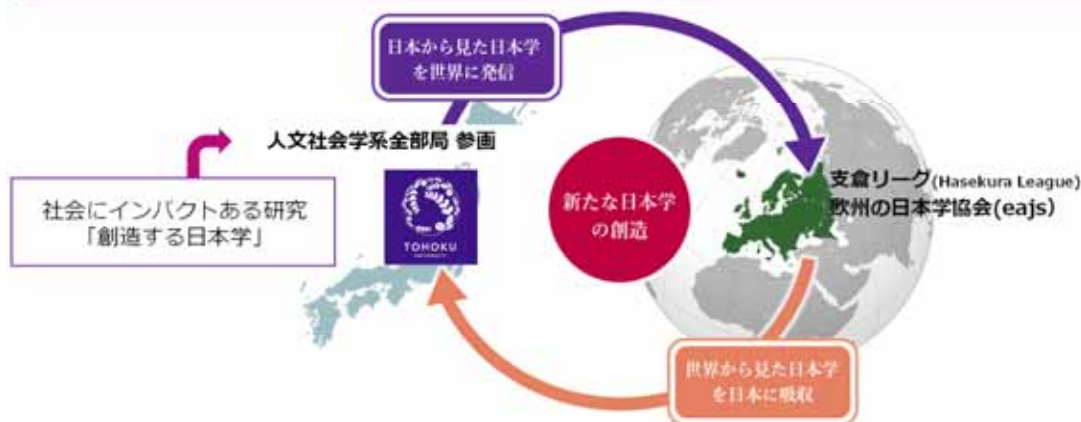 日本から見た日本学
を世界に発信
人文社会学系全部局 参画
社会にインパクトある研究
「創造する日本学」
TOHOKU
UNIVERSITY
新たな日本学
の創造
支倉リーグ(Hasekura League)
欧州の日本学協会(eajs)
世界から見た日本学
を日本に吸収